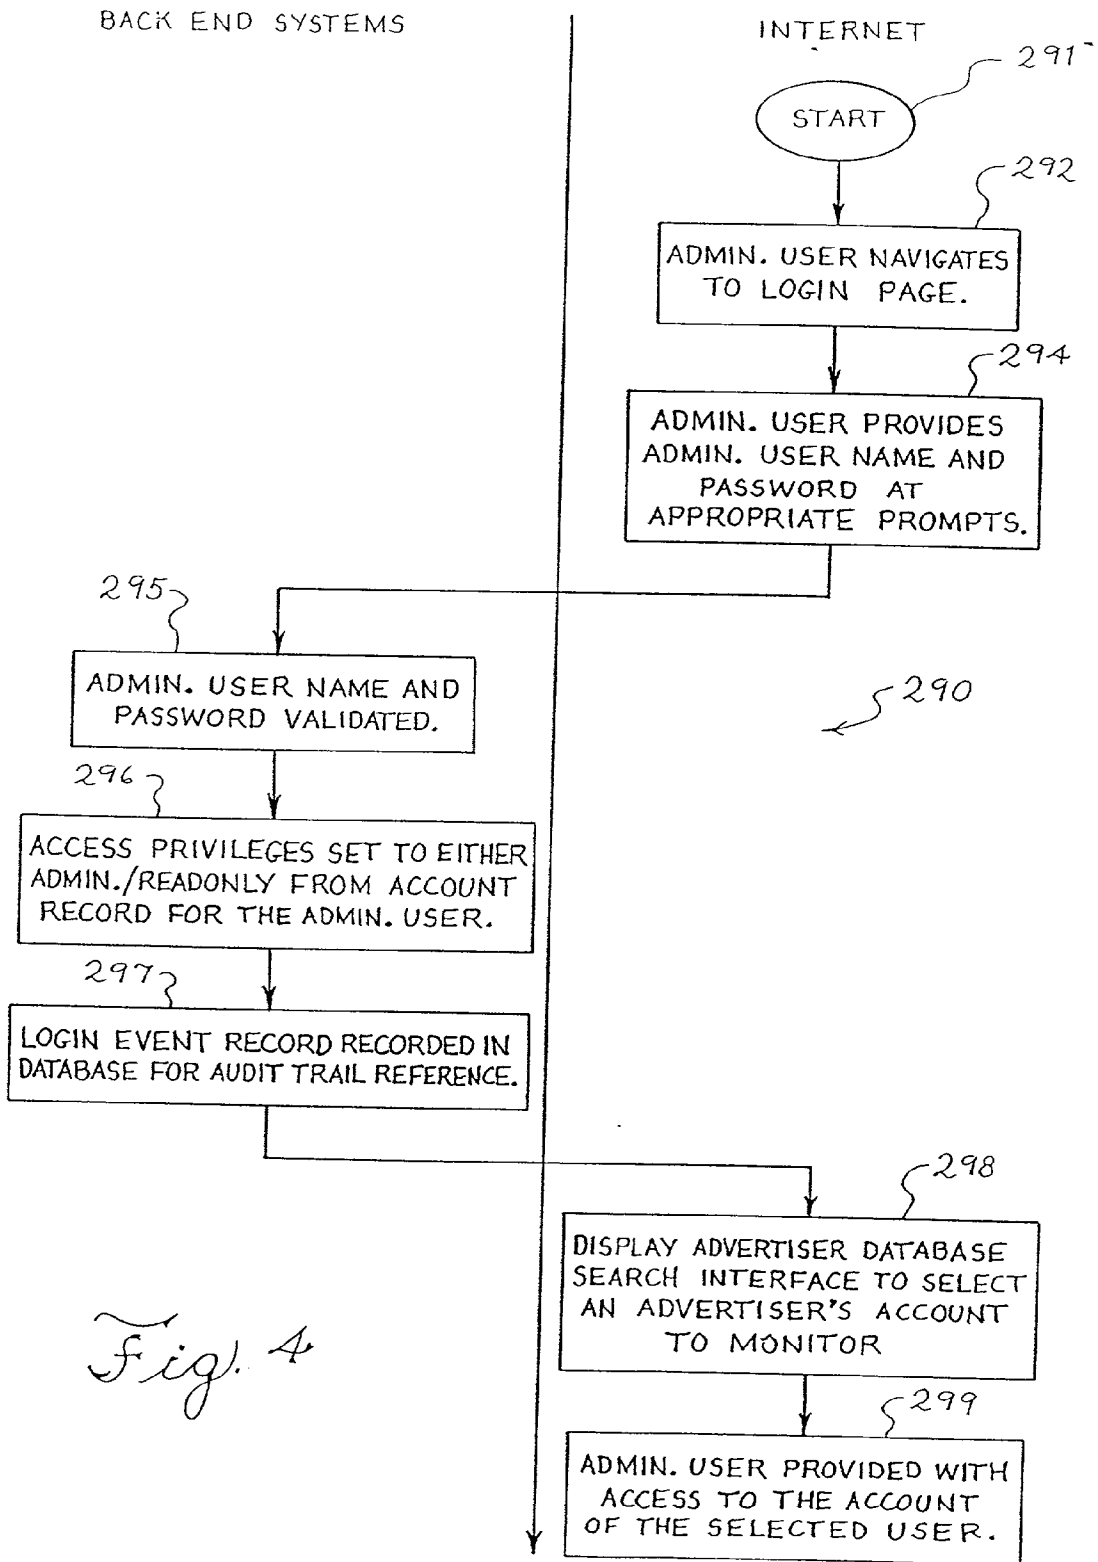 BACK END SYSTEMS
INTERNET
291
START
292
ADMIN. USER NAVIGATES
TO LOGIN PAGE.
294
ADMIN. USER PROVIDES
ADMIN. USER NAME AND
PASSWORD AT
APPROPRIATE PROMPTS.
295
ADMIN. USER NAME AND
PASSWORD VALIDATED.
290
296
ACCESS PRIVILEGES SET TO EITHER
ADMIN./READONLY FROM ACCOUNT
RECORD FOR THE ADMIN. USER.
297
LOGIN EVENT RECORD RECORDED IN
DATABASE FOR AUDIT TRAIL REFERENCE.
298
DISPLAY ADVERTISER DATABASE
SEARCH INTERFACE TO SELECT
AN ADVERTISER'S ACCOUNT
TO MONITOR
299
ADMIN. USER PROVIDED WITH
ACCESS TO THE ACCOUNT
OF THE SELECTED USER.
Fig. 4